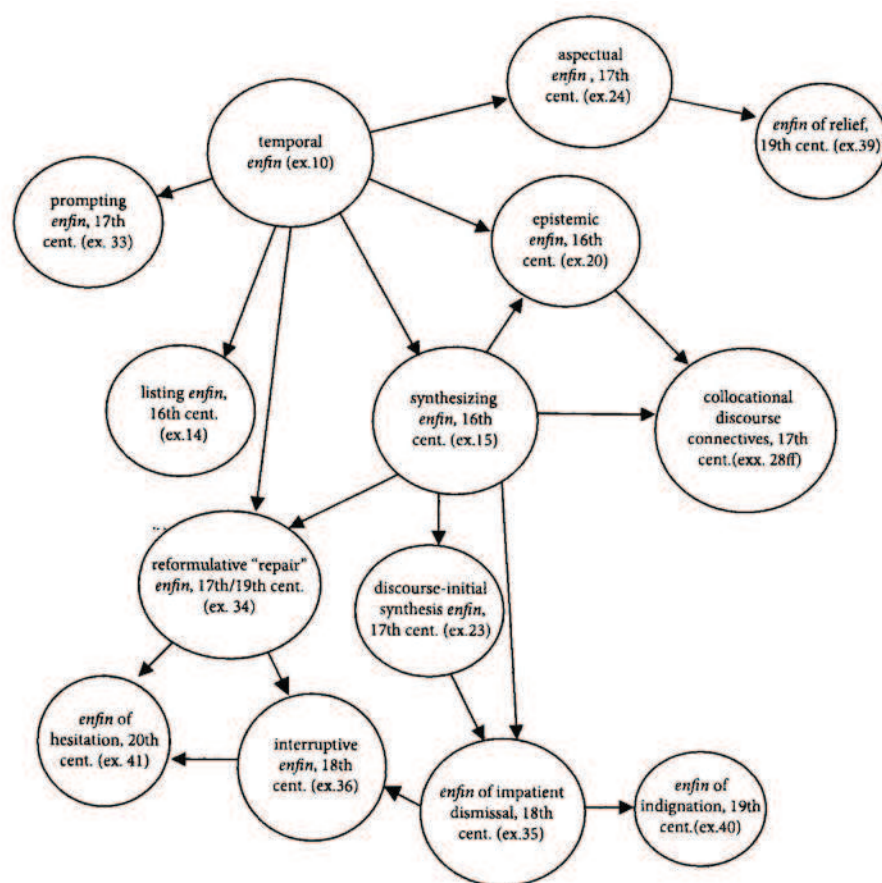 aspectual
enfin , 17th
cent. (ex.24)
enfin of relief,
19th cent. (ex.39)
temporal
enfin (ex.10)
prompting
enfin, 17th
cent. (ex. 33)
epistemic
enfin, 16th
cent. (ex.20)
listing enfin,
16th cent.
(ex.14)
synthesizing
enfin, 16th
cent. (ex.15)
collocational
discourse
connectives, 17th
cent.(exx. 28ff)
reformulative "repair"
enfin, 17th/19th cent.
(ex. 34)
discourse-initial
synthesis enfin,
17th cent. (ex.23)
enfin of
hesitation, 20th
cent. (ex. 41)
interruptive
enfin, 18th
cent. (ex.36)
enfin of impatient
dismissal, 18th
cent. (ex.35)
enfin of
indignation, 19th
cent.(ex.40)